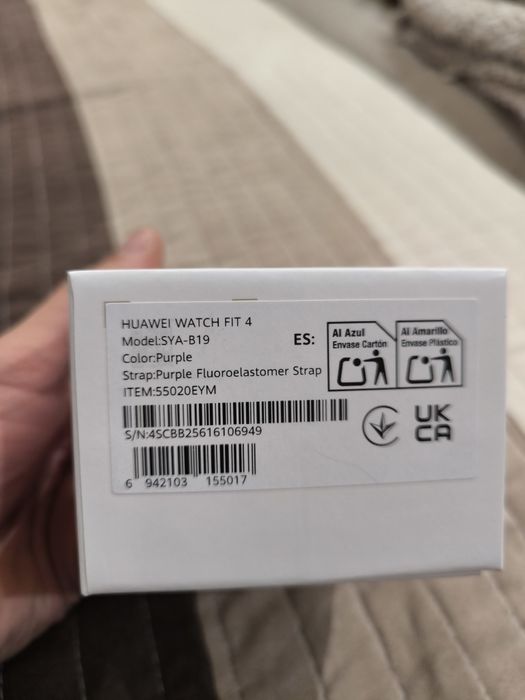 HUAWEI WATCH FIT 4
Model:SYA-B19
Color:Purple
Strap:Purple Fluoroelastomer Strap
ITEM:55020EYM
S/N:4SCBB25616106949
6 942103 155017
ES:
Al Azul
Envase Cartón
Al Amarillo
Envase Plástico
UK
CA